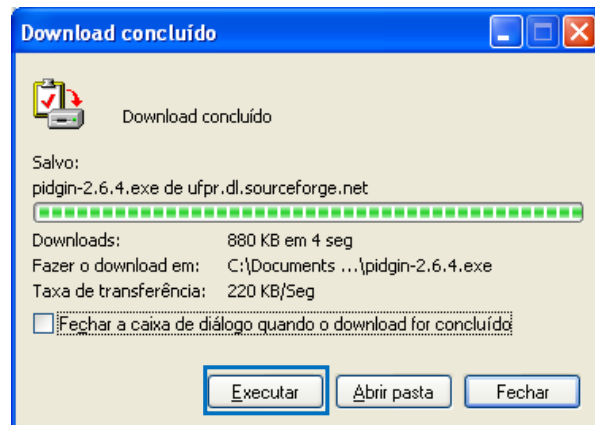 Download concluído
Download concluído
Salvo:
pidgin-2.6.4.exe de ufpr.dl.sourceforge.net
Downloads: 880 KB em 4 seg
Fazer o download em: C:\Documents ...\pidgin-2.6.4.exe
Taxa de transferência: 220 KB/Seg
Fechar a caixa de diálogo quando o download for concluído
Executar Abrir pasta Fechar